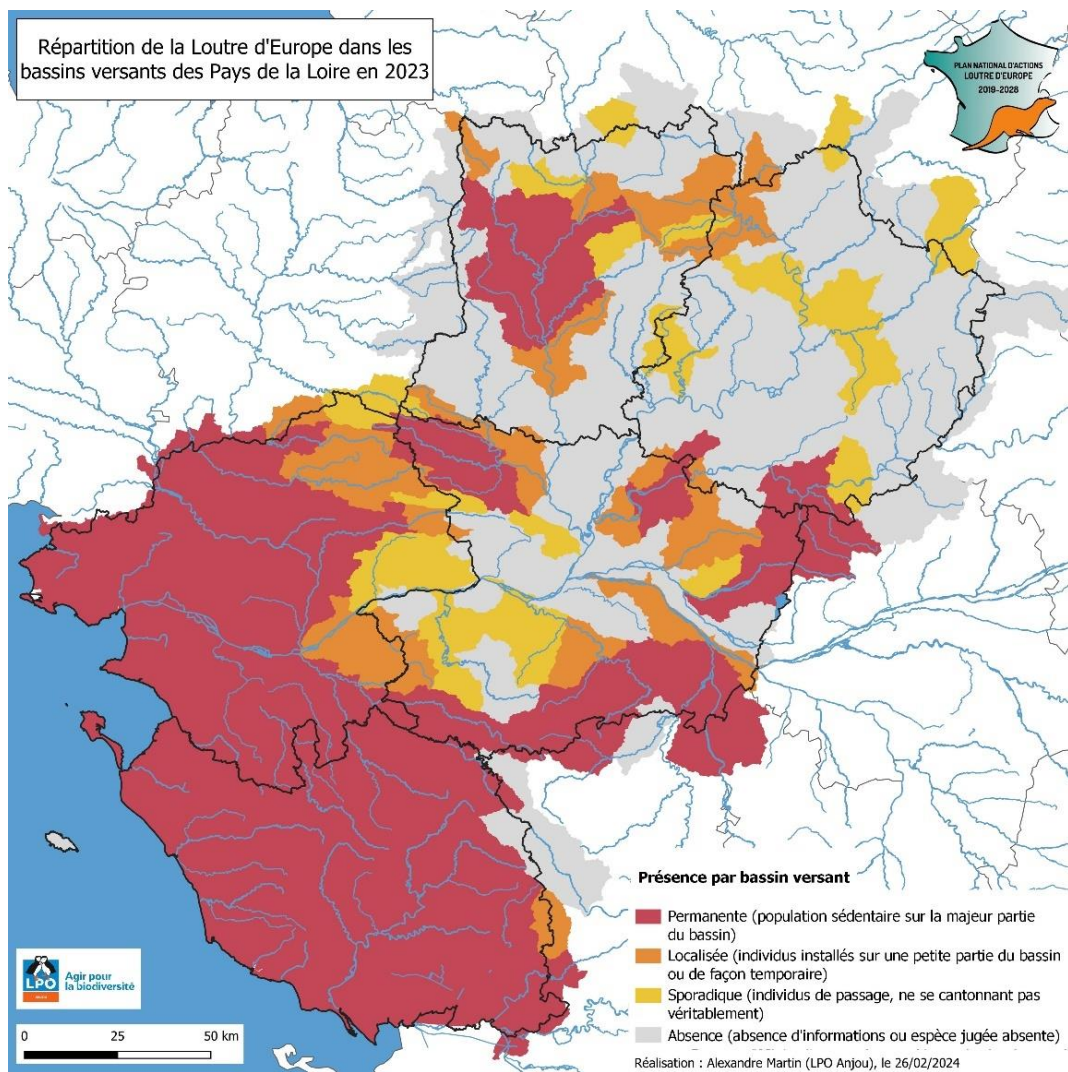 Répartition de la Loutre d'Europe dans les
bassins versants des Pays de la Loire en 2023
PLAN NATIONAL D'ACTIONS
LOUTRE D'EUROPE
2019-2028
Présence par bassin versant
Permanente (population sédentaire sur la majeur partie
du bassin)
Localisée (individus installés sur une petite partie du bassin
ou de façon temporaire)
Sporadique (individus de passage, ne se cantonnant pas
véritablement)
Absence (absence d'informations ou espèce jugée absente)
Réalisation : Alexandre Martin (LPO Anjou), le 26/02/2024
LPO
Agir pour
la biodiversité
0 25 50 km